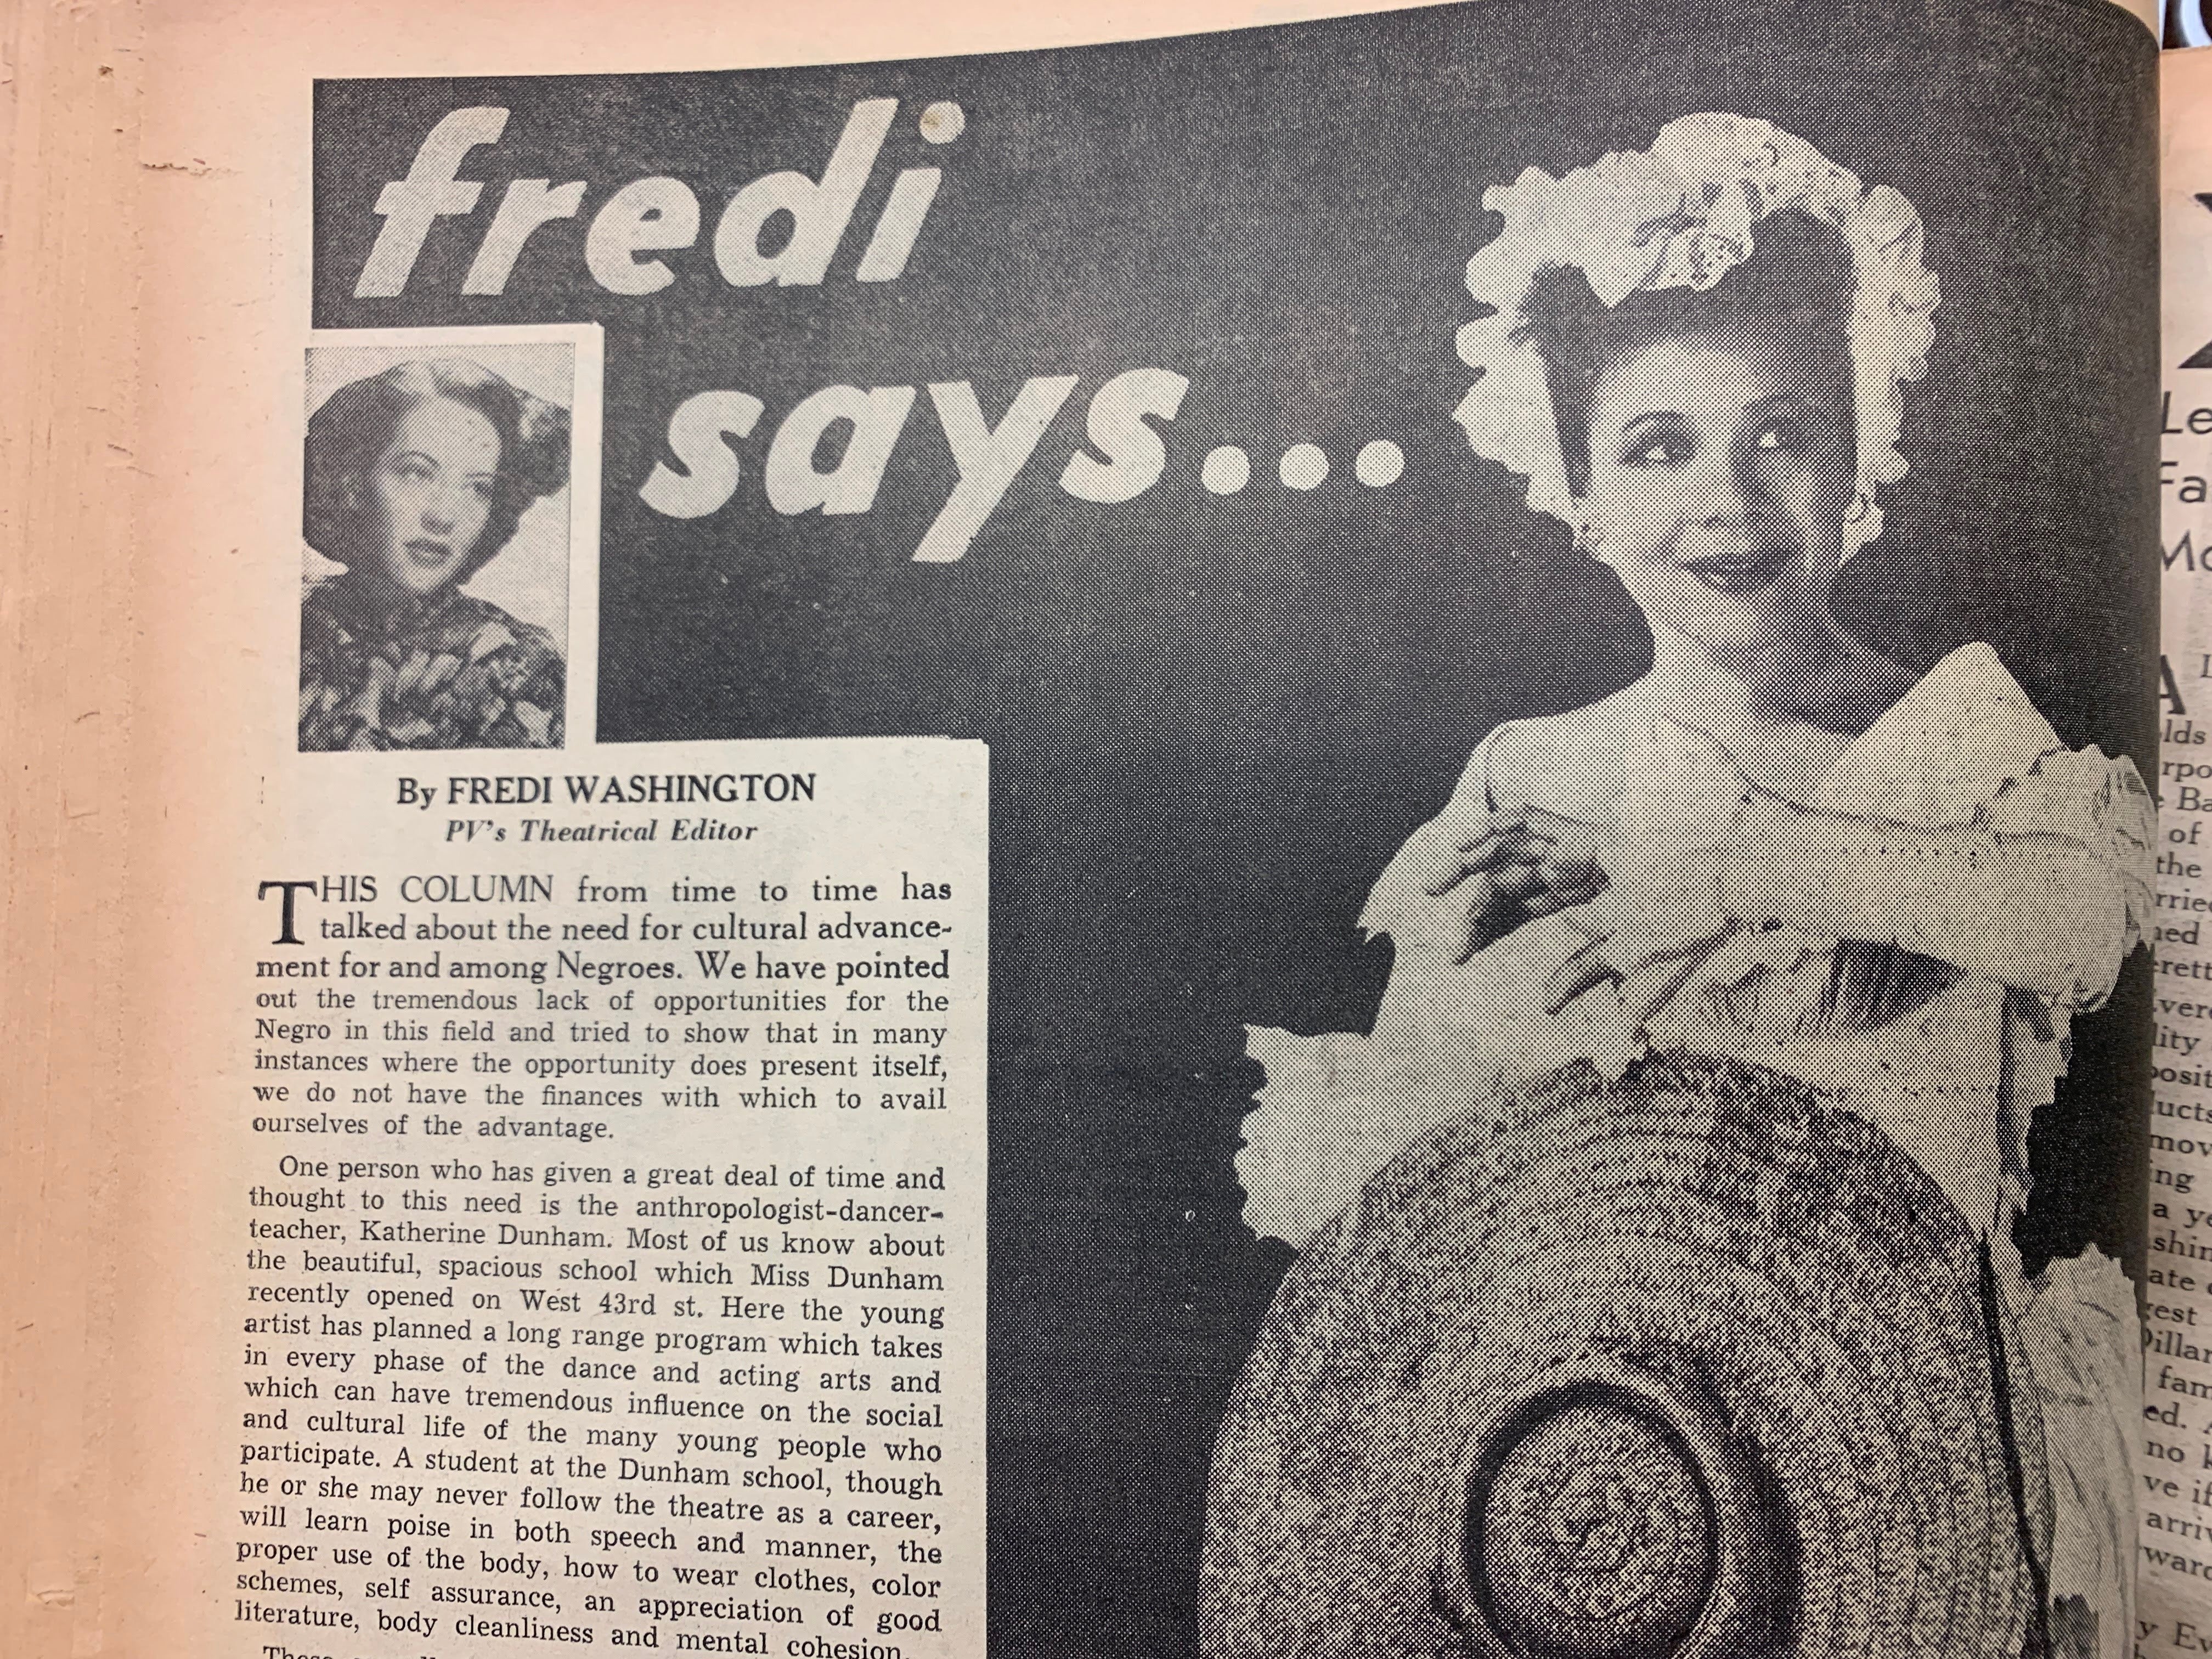 fredi
says...
By FREDI WASHINGTON
PV's Theatrical Editor
THIS COLUMN from time to time has
talked about the need for cultural advance-
ment for and among Negroes. We have pointed
out the tremendous lack of opportunities for the
Negro in this field and tried to show that in many
instances where the opportunity does present itself,
we do not have the finances with which to avail
ourselves of the advantage.
One person who has given a great deal of time and
thought to this need is the anthropologist-dancer-
teacher, Katherine Dunham. Most of us know about
the beautiful, spacious school which Miss Dunham
recently opened on West 43rd st. Here the young
artist has planned a long range program which takes
in every phase of the dance and acting arts and
which can have tremendous influence on the social
and cultural life of the many young people who
participate. A student at the Dunham school, though
he or she may never follow the theatre as a career,
will learn poise in both speech and manner, the
proper use of the body, how to wear clothes, color
schemes, self assurance, an appreciation of good
literature, body cleanliness and mental cohesion.
Le
Fa
Mo
of
the
a
no